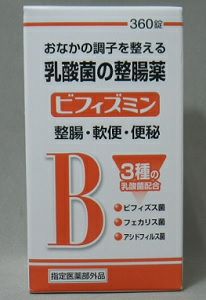 360錠
おなかの調子を整える
乳酸菌の整腸薬
ビフィズミン
整腸・軟便・便秘
B
3種の
乳酸菌配合
ビフィズス菌
フェカリス菌
アシドフィルス菌
指定医薬部外品